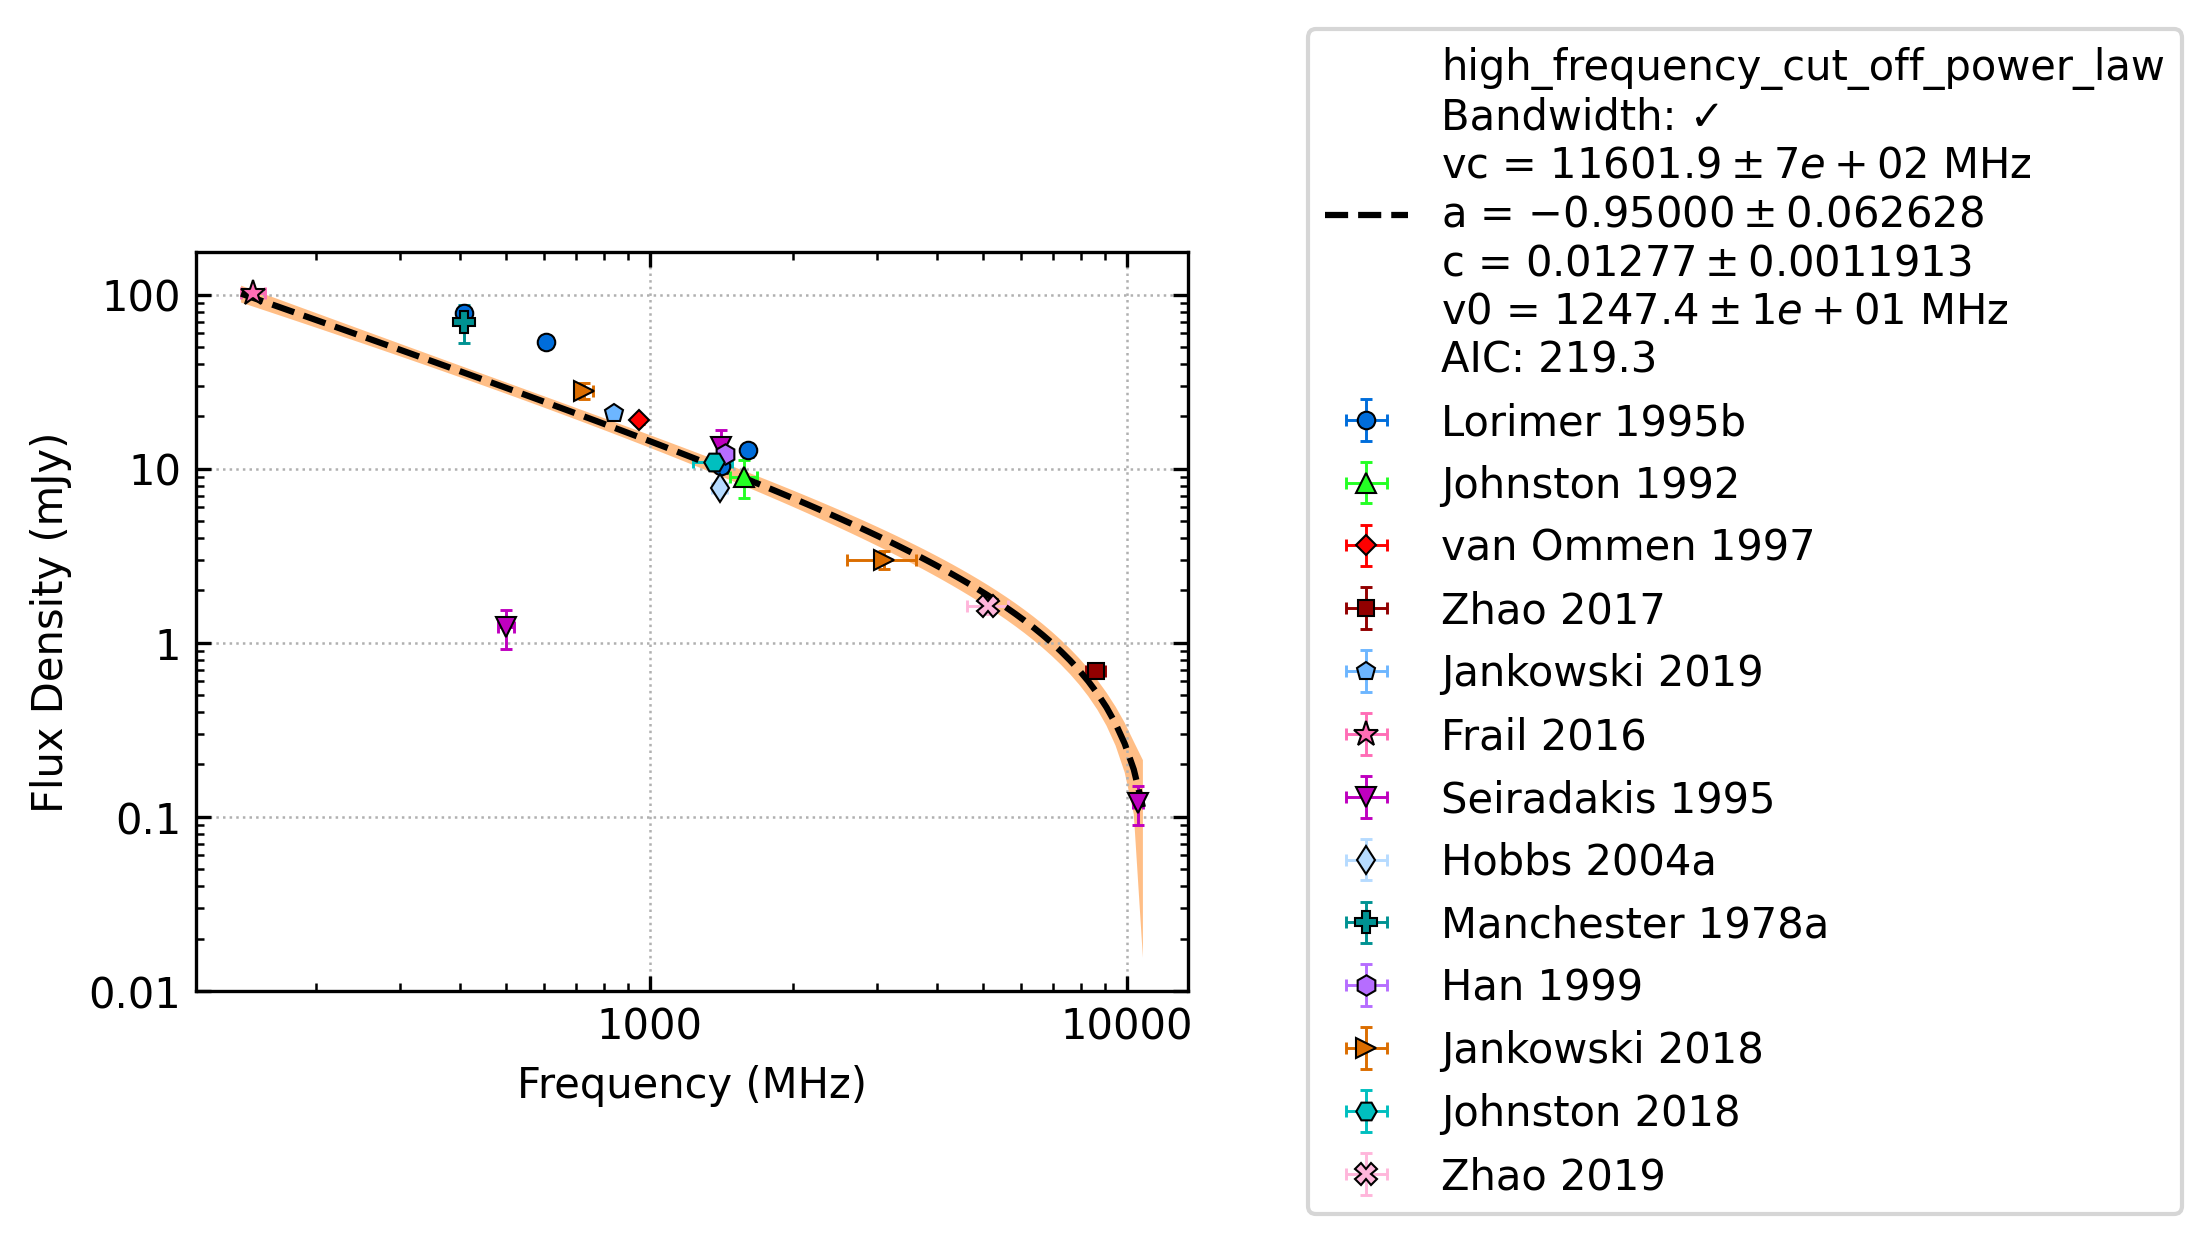 high_frequency_cut_off_power_law
Bandwidth: ✓
vc = 11601.9 ± 7e + 02 MHz
a = −0.95000 ± 0.062628
c = 0.01277 ± 0.0011913
v0 = 1247.4 ± 1e + 01 MHz
AIC: 219.3
Lorimer 1995b
Johnston 1992
van Ommen 1997
Zhao 2017
Jankowski 2019
Frail 2016
Seiradakis 1995
Hobbs 2004a
Manchester 1978a
Han 1999
Jankowski 2018
Johnston 2018
Zhao 2019
100
10
1
0.1
0.01
1000
10000
Frequency (MHz)
Flux Density (mJy)